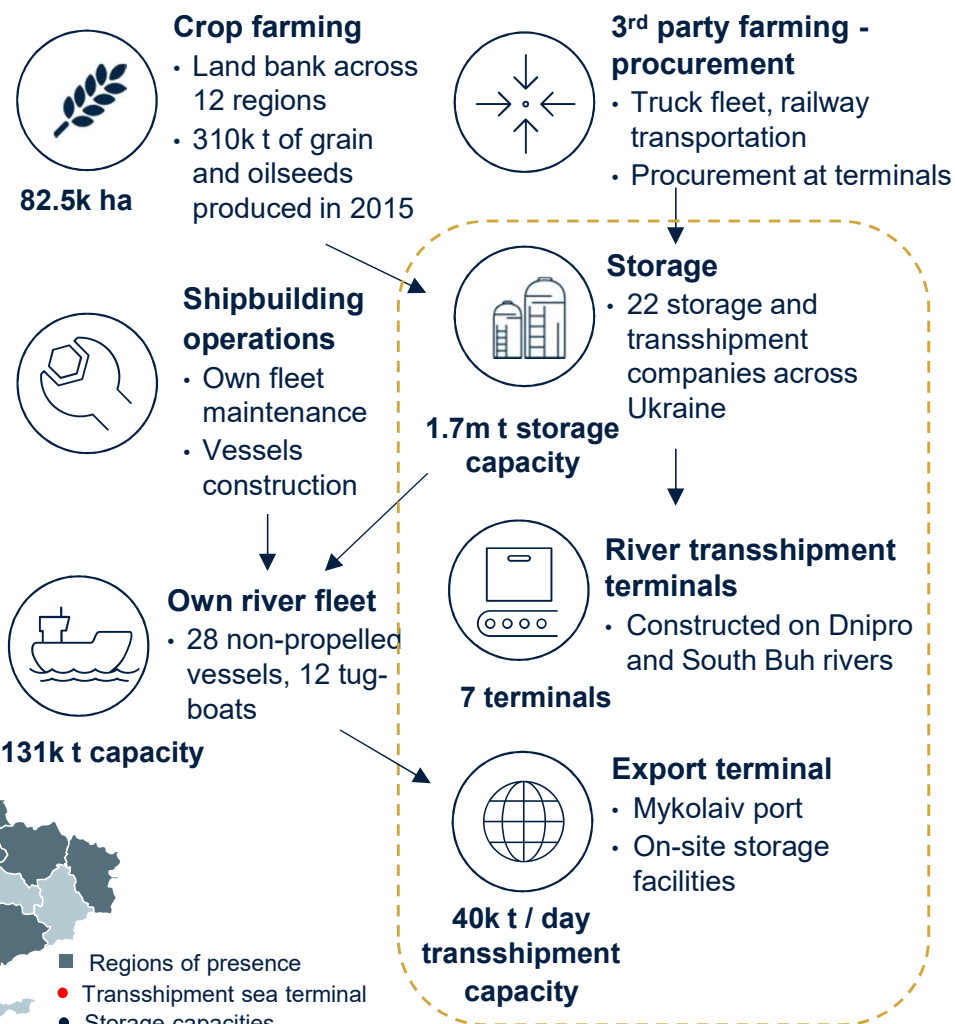 Crop farming
• Land bank across
12 regions
• 310k t of grain
and oilseeds
produced in 2015
82.5k ha
3rd party farming -
procurement
• Truck fleet, railway
transportation
• Procurement at terminals
Storage
• 22 storage and
transshipment
companies across
Ukraine
1.7m t storage
capacity
Shipbuilding
operations
• Own fleet
maintenance
• Vessels
construction
River transshipment
terminals
• Constructed on Dnipro
and South Buh rivers
7 terminals
Own river fleet
• 28 non-propelled
vessels, 12 tug-
boats
131k t capacity
Export terminal
• Mykolaiv port
• On-site storage
facilities
40k t / day
transshipment
capacity
Regions of presence
Transshipment sea terminal
Storage capacities